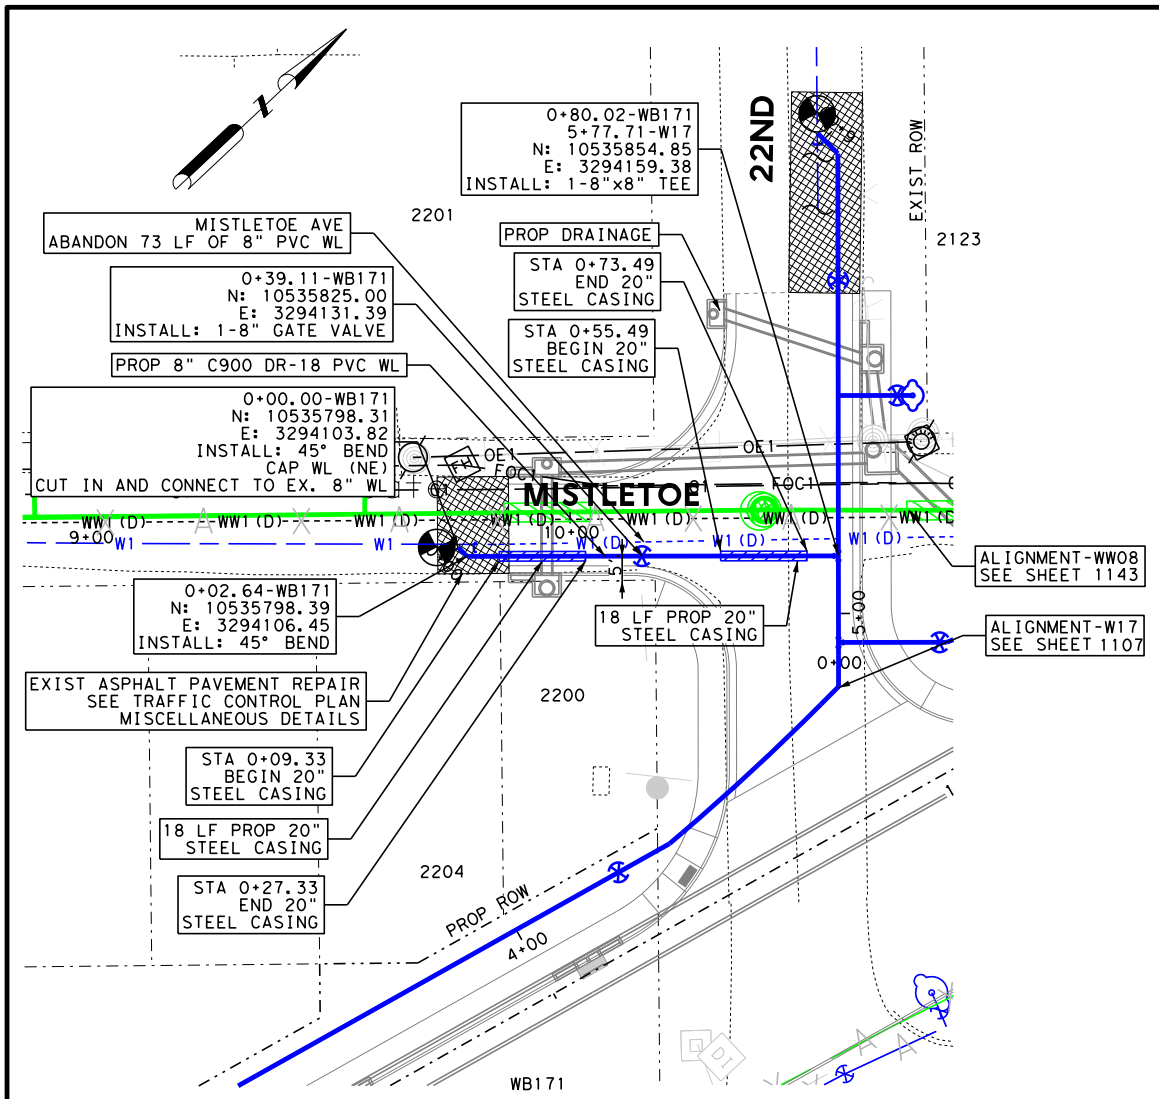 0+80.02-WB171
5+77.71-W17
N: 10535854.85
E: 3294159.38
INSTALL: 1-8"x8" TEE
22ND
EXIST ROW
2201
2123
MISTLETOE AVE
ABANDON 73 LF OF 8" PVC WL
PROP DRAINAGE
STA 0+73.49
END 20"
STEEL CASING
0+39.11-WB171
N: 10535825.00
E: 3294131.39
INSTALL: 1-8" GATE VALVE
STA 0+55.49
BEGIN 20"
STEEL CASING
PROP 8" C900 DR-18 PVC WL
0+00.00-WB171
N: 10535798.31
E: 3294103.82
INSTALL: 45° BEND
CAP WL (NE)
CUT IN AND CONNECT TO EX. 8" WL
FH
OE1
OE1
FOC1
FOC1
MISTLETOE
WW1(D)
WW1(D)
WW1(D)
WW1(D)
WW1(D)
WW1(D)
9+00
10+00
W1
W1
W1(D)
W1(D)
W1(D)
5'
ALIGNMENT-WW08
SEE SHEET 1143
0+02.64-WB171
N: 10535798.39
E: 3294106.45
INSTALL: 45° BEND
18 LF PROP 20"
STEEL CASING
5+00
0+00
ALIGNMENT-W17
SEE SHEET 1107
EXIST ASPHALT PAVEMENT REPAIR
SEE TRAFFIC CONTROL PLAN
MISCELLANEOUS DETAILS
2200
STA 0+09.33
BEGIN 20"
STEEL CASING
18 LF PROP 20"
STEEL CASING
2204
STA 0+27.33
END 20"
STEEL CASING
PROP ROW
4+00
DI
WB171